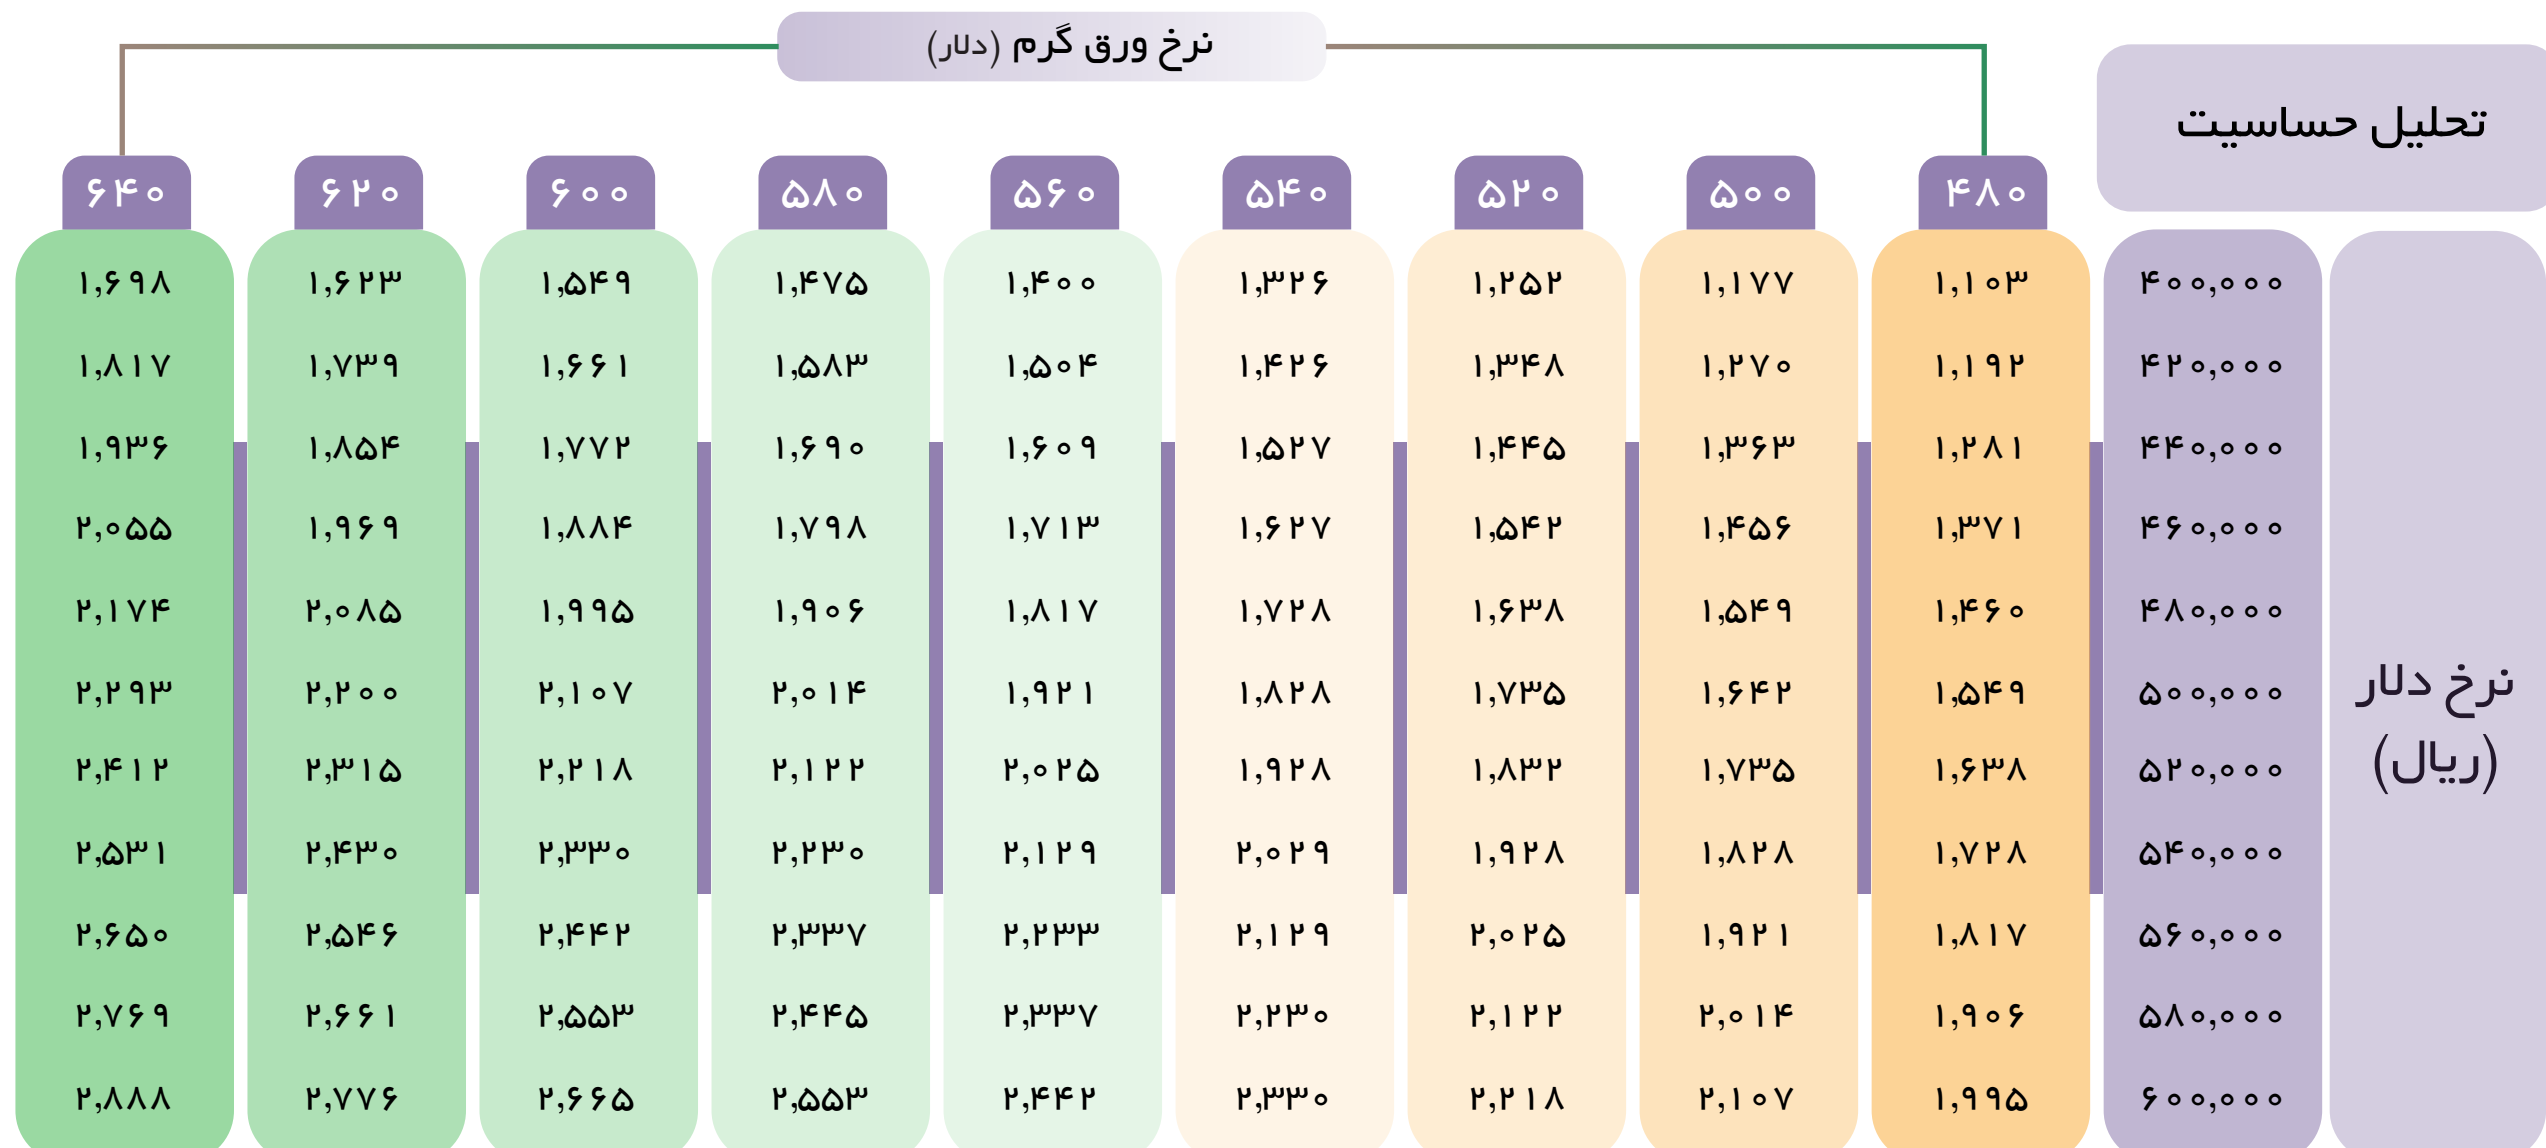 نرخ ورق گرم (دلار)
تحلیل حساسیت
۴۸۰ ۵۰۰ ۵۲۰ ۵۴۰ ۵۶۰ ۵۸۰ ۶۰۰ ۶۲۰ ۶۴۰
۴۰۰,۰۰۰ ۱,۱۰۳ ۱,۱۷۷ ۱,۲۵۲ ۱,۳۲۶ ۱,۴۰۰ ۱,۴۷۵ ۱,۵۴۹ ۱,۶۲۳ ۱,۶۹۸
۴۲۰,۰۰۰ ۱,۱۹۲ ۱,۲۷۰ ۱,۳۴۸ ۱,۴۲۶ ۱,۵۰۴ ۱,۵۸۳ ۱,۶۶۱ ۱,۷۳۹ ۱,۸۱۷
۴۴۰,۰۰۰ ۱,۲۸۱ ۱,۳۶۳ ۱,۴۴۵ ۱,۵۲۷ ۱,۶۰۹ ۱,۶۹۰ ۱,۷۷۲ ۱,۸۵۴ ۱,۹۳۶
۴۶۰,۰۰۰ ۱,۳۷۱ ۱,۴۵۶ ۱,۵۴۲ ۱,۶۲۷ ۱,۷۱۳ ۱,۷۹۸ ۱,۸۸۴ ۱,۹۶۹ ۲,۰۵۵
۴۸۰,۰۰۰ ۱,۴۶۰ ۱,۵۴۹ ۱,۶۳۸ ۱,۷۲۸ ۱,۸۱۷ ۱,۹۰۶ ۱,۹۹۵ ۲,۰۸۵ ۲,۱۷۴
نرخ دلار
(ریال)
۵۰۰,۰۰۰ ۱,۵۴۹ ۱,۶۴۲ ۱,۷۳۵ ۱,۸۲۸ ۱,۹۲۱ ۲,۰۱۴ ۲,۱۰۷ ۲,۲۰۰ ۲,۲۹۳
۵۲۰,۰۰۰ ۱,۶۳۸ ۱,۷۳۵ ۱,۸۳۲ ۱,۹۲۸ ۲,۰۲۵ ۲,۱۲۲ ۲,۲۱۸ ۲,۳۱۵ ۲,۴۱۲
۵۴۰,۰۰۰ ۱,۷۲۸ ۱,۸۲۸ ۱,۹۲۸ ۲,۰۲۹ ۲,۱۲۹ ۲,۲۳۰ ۲,۳۳۰ ۲,۴۳۰ ۲,۵۳۱
۵۶۰,۰۰۰ ۱,۸۱۷ ۱,۹۲۱ ۲,۰۲۵ ۲,۱۲۹ ۲,۲۳۳ ۲,۳۳۷ ۲,۴۴۲ ۲,۵۴۶ ۲,۶۵۰
۵۸۰,۰۰۰ ۱,۹۰۶ ۲,۰۱۴ ۲,۱۲۲ ۲,۲۳۰ ۲,۳۳۷ ۲,۴۴۵ ۲,۵۵۳ ۲,۶۶۱ ۲,۷۶۹
۶۰۰,۰۰۰ ۱,۹۹۵ ۲,۱۰۷ ۲,۲۱۸ ۲,۳۳۰ ۲,۴۴۲ ۲,۵۵۳ ۲,۶۶۵ ۲,۷۷۶ ۲,۸۸۸